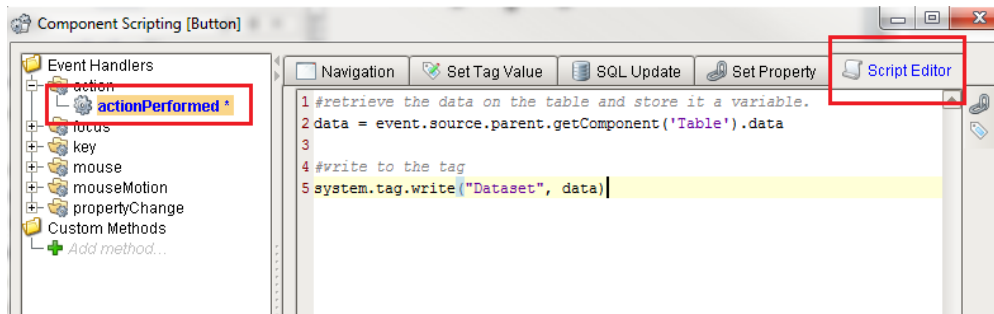 Component Scripting [Button]
Event Handlers
action
actionPerformed *
focus
key
mouse
mouseMotion
propertyChange
Custom Methods
Add method...
Navigation
Set Tag Value
SQL Update
Set Property
Script Editor
1 #retrieve the data on the table and store it a variable.
2 data = event.source.parent.getComponent('Table').data
3
4 #write to the tag
5 system.tag.write("Dataset", data)